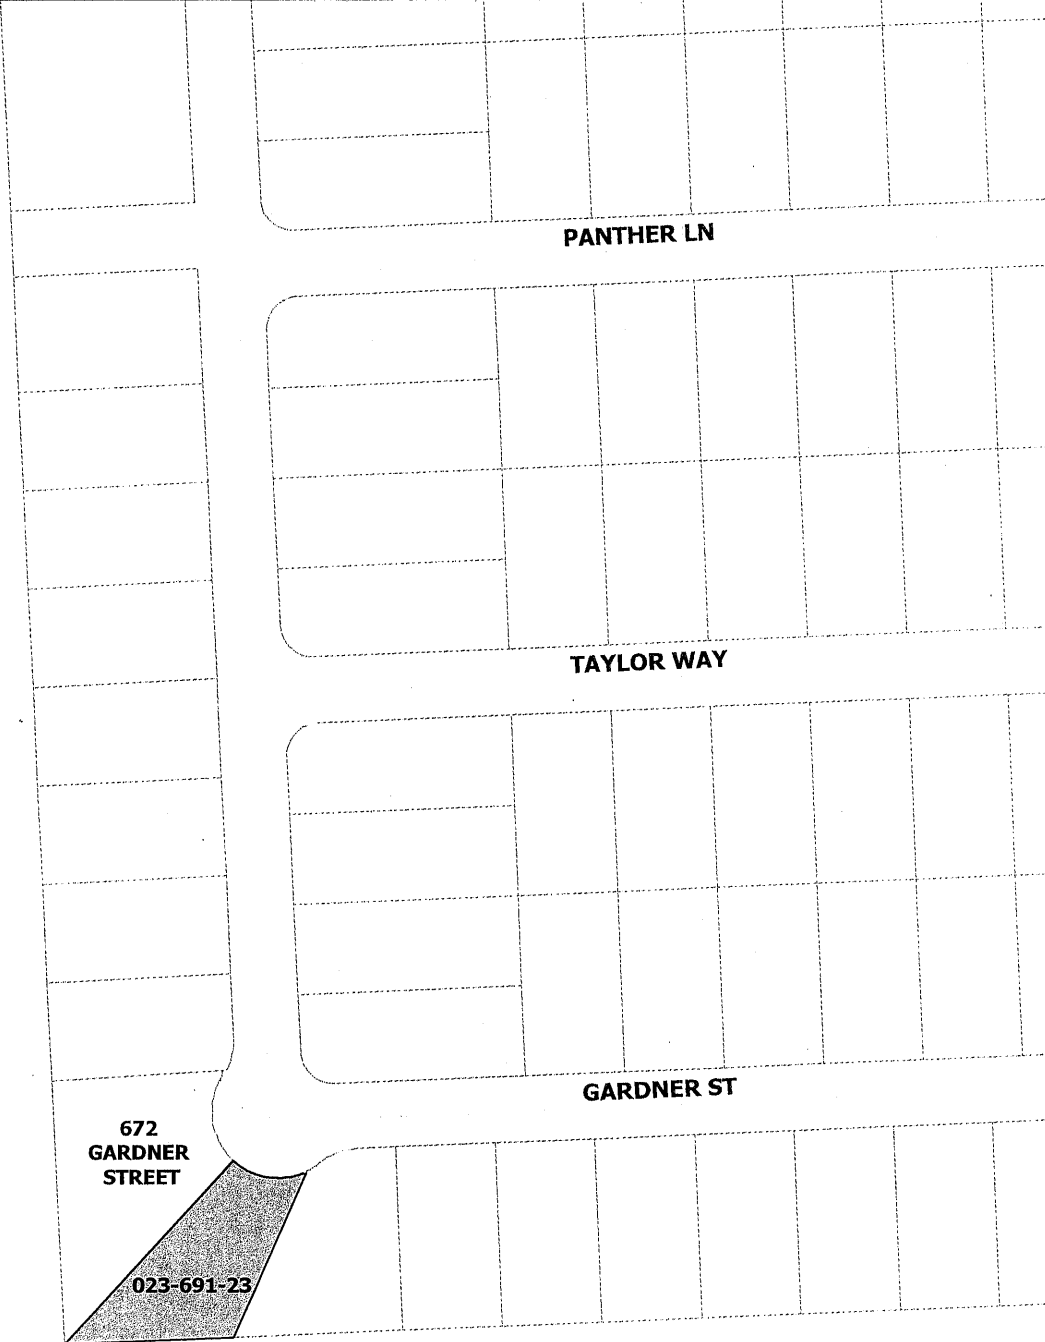 PANTHER LN
TAYLOR WAY
GARDNER ST
672
GARDNER
STREET
023-691-23